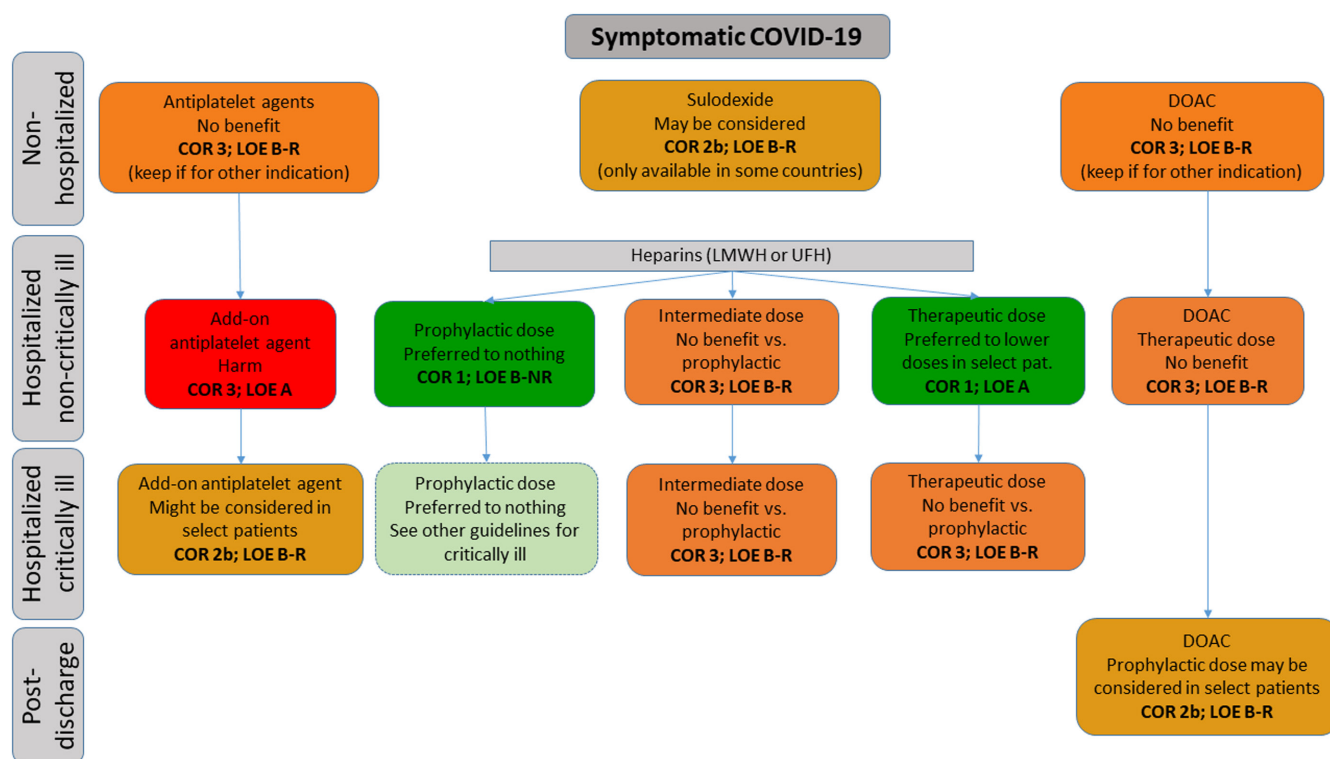 Symptomatic COVID-19
Non-
hospitalized
Antiplatelet agents
No benefit
COR 3; LOE B-R
(keep if for other indication)
Sulodexide
May be considered
COR 2b; LOE B-R
(only available in some countries)
DOAC
No benefit
COR 3; LOE B-R
(keep if for other indication)
Hospitalized
non-critically ill
Heparins (LMWH or UFH)
Add-on
antiplatelet agent
Harm
COR 3; LOE A
Prophylactic dose
Preferred to nothing
COR 1; LOE B-NR
Intermediate dose
No benefit vs.
prophylactic
COR 3; LOE B-R
Therapeutic dose
Preferred to lower
doses in select pat.
COR 1; LOE A
DOAC
Therapeutic dose
No benefit
COR 3; LOE B-R
Hospitalized
critically ill
Add-on antiplatelet agent
Might be considered in
select patients
COR 2b; LOE B-R
Prophylactic dose
Preferred to nothing
See other guidelines for
critically ill
Intermediate dose
No benefit vs.
prophylactic
COR 3; LOE B-R
Therapeutic dose
No benefit vs.
prophylactic
COR 3; LOE B-R
Post-
discharge
DOAC
Prophylactic dose may be
considered in select patients
COR 2b; LOE B-R